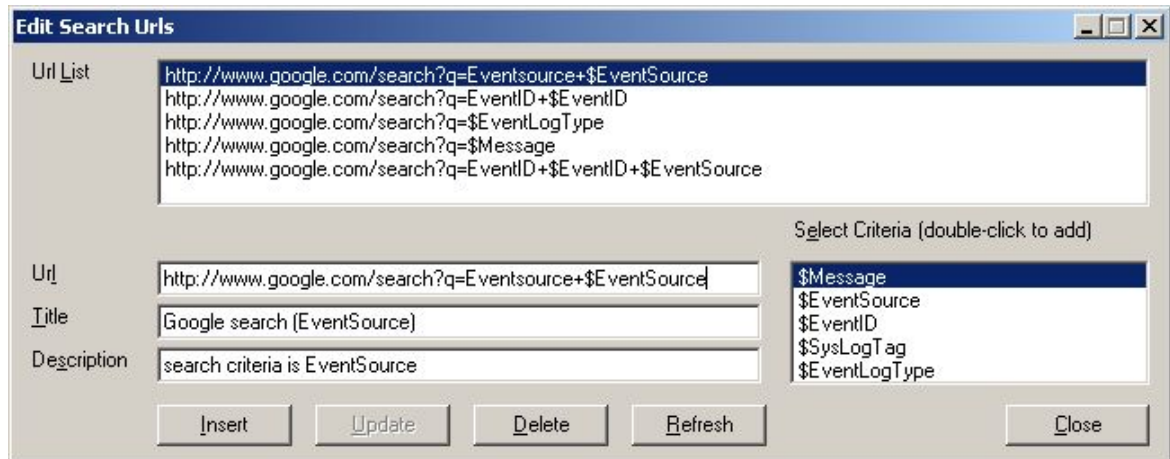 Edit Search Urls
Url List
http://www.google.com/search?q=Eventsource+$EventSource
http://www.google.com/search?q=EventID+$EventID
http://www.google.com/search?q=$EventLogType
http://www.google.com/search?q=$Message
http://www.google.com/search?q=EventID+$EventID+$EventSource
Select Criteria (double-click to add)
Url
http://www.google.com/search?q=Eventsource+$EventSource
Title
Google search (EventSource)
Description
search criteria is EventSource
$Message
$EventSource
$EventID
$SysLogTag
$EventLogType
Insert
Update
Delete
Refresh
Close